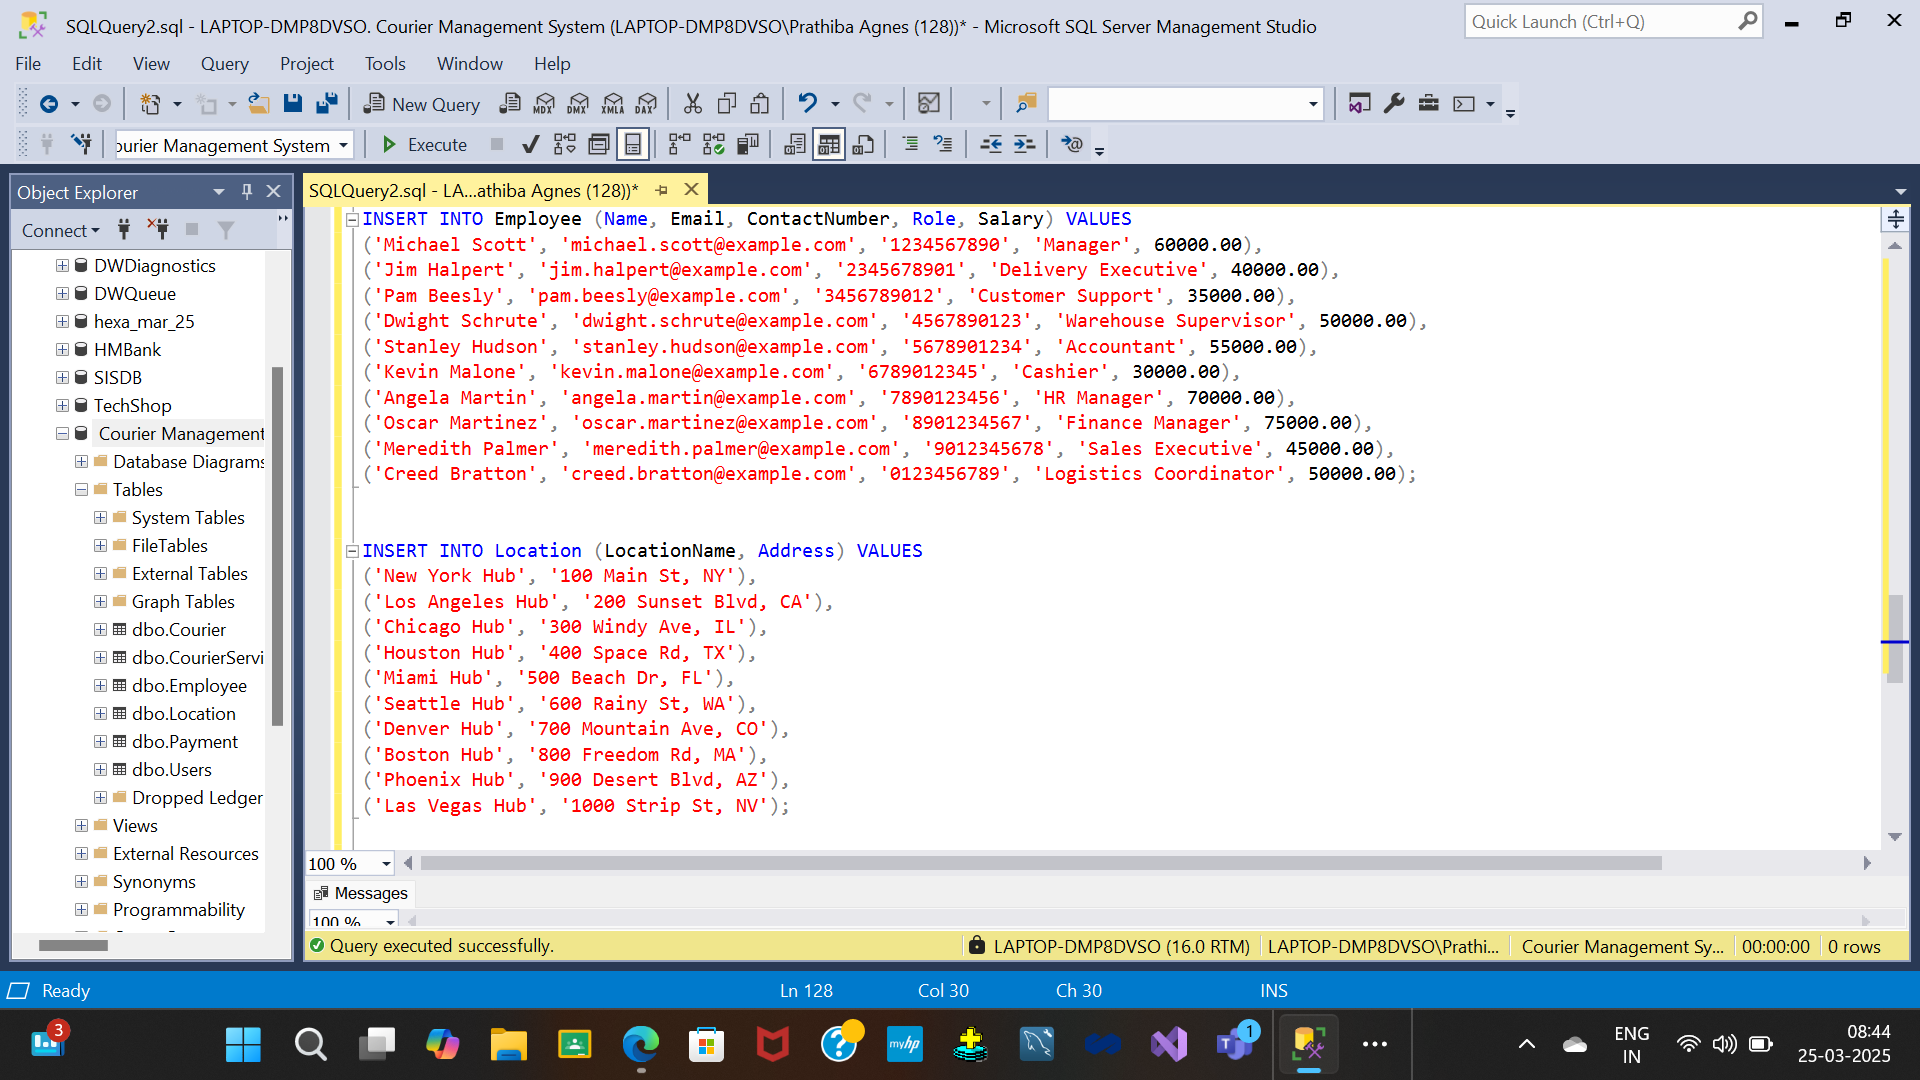 SQLQuery2.sql - LAPTOP-DMP8DVSO. Courier Management System (LAPTOP-DMP8DVSO\Prathiba Agnes (128))* - Microsoft SQL Server Management Studio
Quick Launch (Ctrl+Q)
File Edit View Query Project Tools Window Help
New Query MDX DMX XMLA DAX
ourier Management System Execute
Object Explorer
SQLQuery2.sql - LA...athiba Agnes (128))*
Connect
DWDiagnostics
DWQueue
hexa_mar_25
HMBank
SISDB
TechShop
Courier Management
Database Diagrams
Tables
System Tables
FileTables
External Tables
Graph Tables
dbo.Courier
dbo.CourierServi
dbo.Employee
dbo.Location
dbo.Payment
dbo.Users
Dropped Ledger
Views
External Resources
Synonyms
Programmability
INSERT INTO Employee (Name, Email, ContactNumber, Role, Salary) VALUES
('Michael Scott', 'michael.scott@example.com', '1234567890', 'Manager', 60000.00),
('Jim Halpert', 'jim.halpert@example.com', '2345678901', 'Delivery Executive', 40000.00),
('Pam Beesly', 'pam.beesly@example.com', '3456789012', 'Customer Support', 35000.00),
('Dwight Schrute', 'dwight.schrute@example.com', '4567890123', 'Warehouse Supervisor', 50000.00),
('Stanley Hudson', 'stanley.hudson@example.com', '5678901234', 'Accountant', 55000.00),
('Kevin Malone', 'kevin.malone@example.com', '6789012345', 'Cashier', 30000.00),
('Angela Martin', 'angela.martin@example.com', '7890123456', 'HR Manager', 70000.00),
('Oscar Martinez', 'oscar.martinez@example.com', '8901234567', 'Finance Manager', 75000.00),
('Meredith Palmer', 'meredith.palmer@example.com', '9012345678', 'Sales Executive', 45000.00),
('Creed Bratton', 'creed.bratton@example.com', '0123456789', 'Logistics Coordinator', 50000.00);
INSERT INTO Location (LocationName, Address) VALUES
('New York Hub', '100 Main St, NY'),
('Los Angeles Hub', '200 Sunset Blvd, CA'),
('Chicago Hub', '300 Windy Ave, IL'),
('Houston Hub', '400 Space Rd, TX'),
('Miami Hub', '500 Beach Dr, FL'),
('Seattle Hub', '600 Rainy St, WA'),
('Denver Hub', '700 Mountain Ave, CO'),
('Boston Hub', '800 Freedom Rd, MA'),
('Phoenix Hub', '900 Desert Blvd, AZ'),
('Las Vegas Hub', '1000 Strip St, NV');
100 %
Messages
100 %
Query executed successfully. LAPTOP-DMP8DVSO (16.0 RTM) LAPTOP-DMP8DVSO\Prathi... Courier Management Sy... 00:00:00 0 rows
Ready Ln 128 Col 30 Ch 30 INS
3
myhp
1
ENG
IN
08:44
25-03-2025